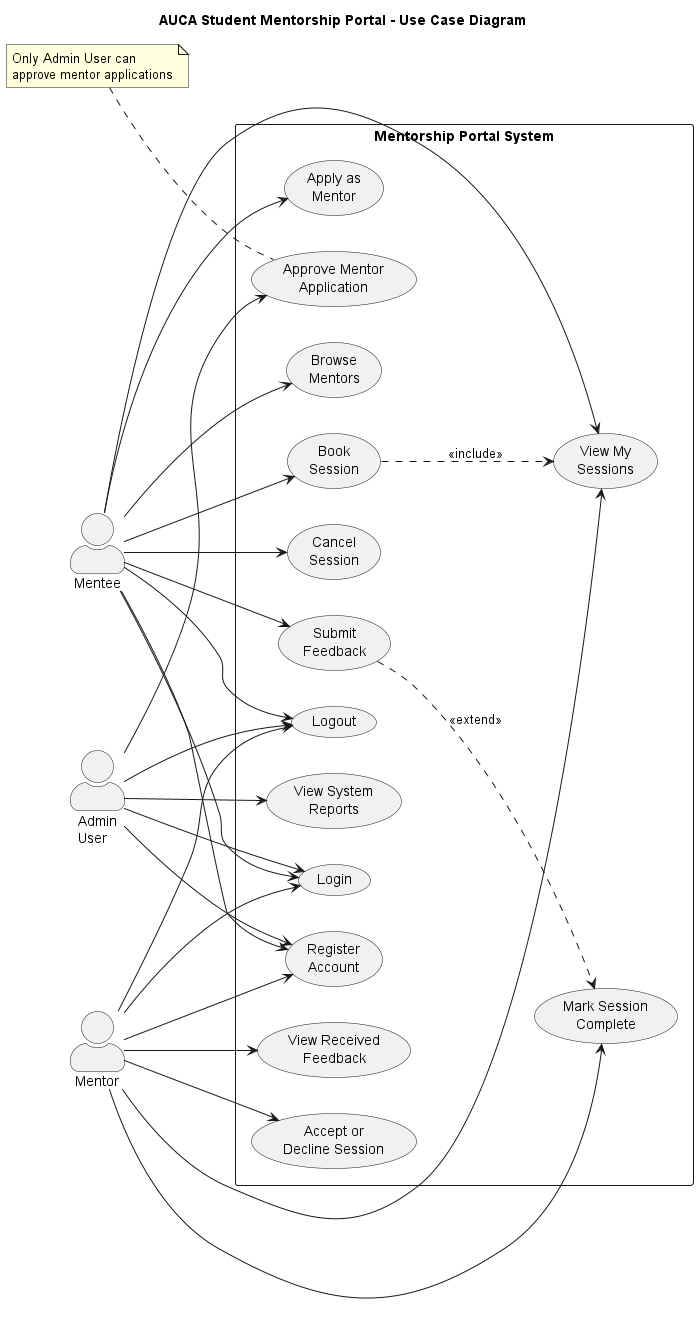 AUCA Student Mentorship Portal - Use Case Diagram
Only Admin User can
approve mentor applications
Mentorship Portal System
Apply as
Mentor
Approve Mentor
Application
Browse
Mentors
Book
Session
«include»
View My
Sessions
Cancel
Session
Mentee
Submit
Feedback
Logout
«extend»
View System
Reports
Admin
User
Login
Register
Account
Mark Session
Complete
View Received
Feedback
Mentor
Accept or
Decline Session